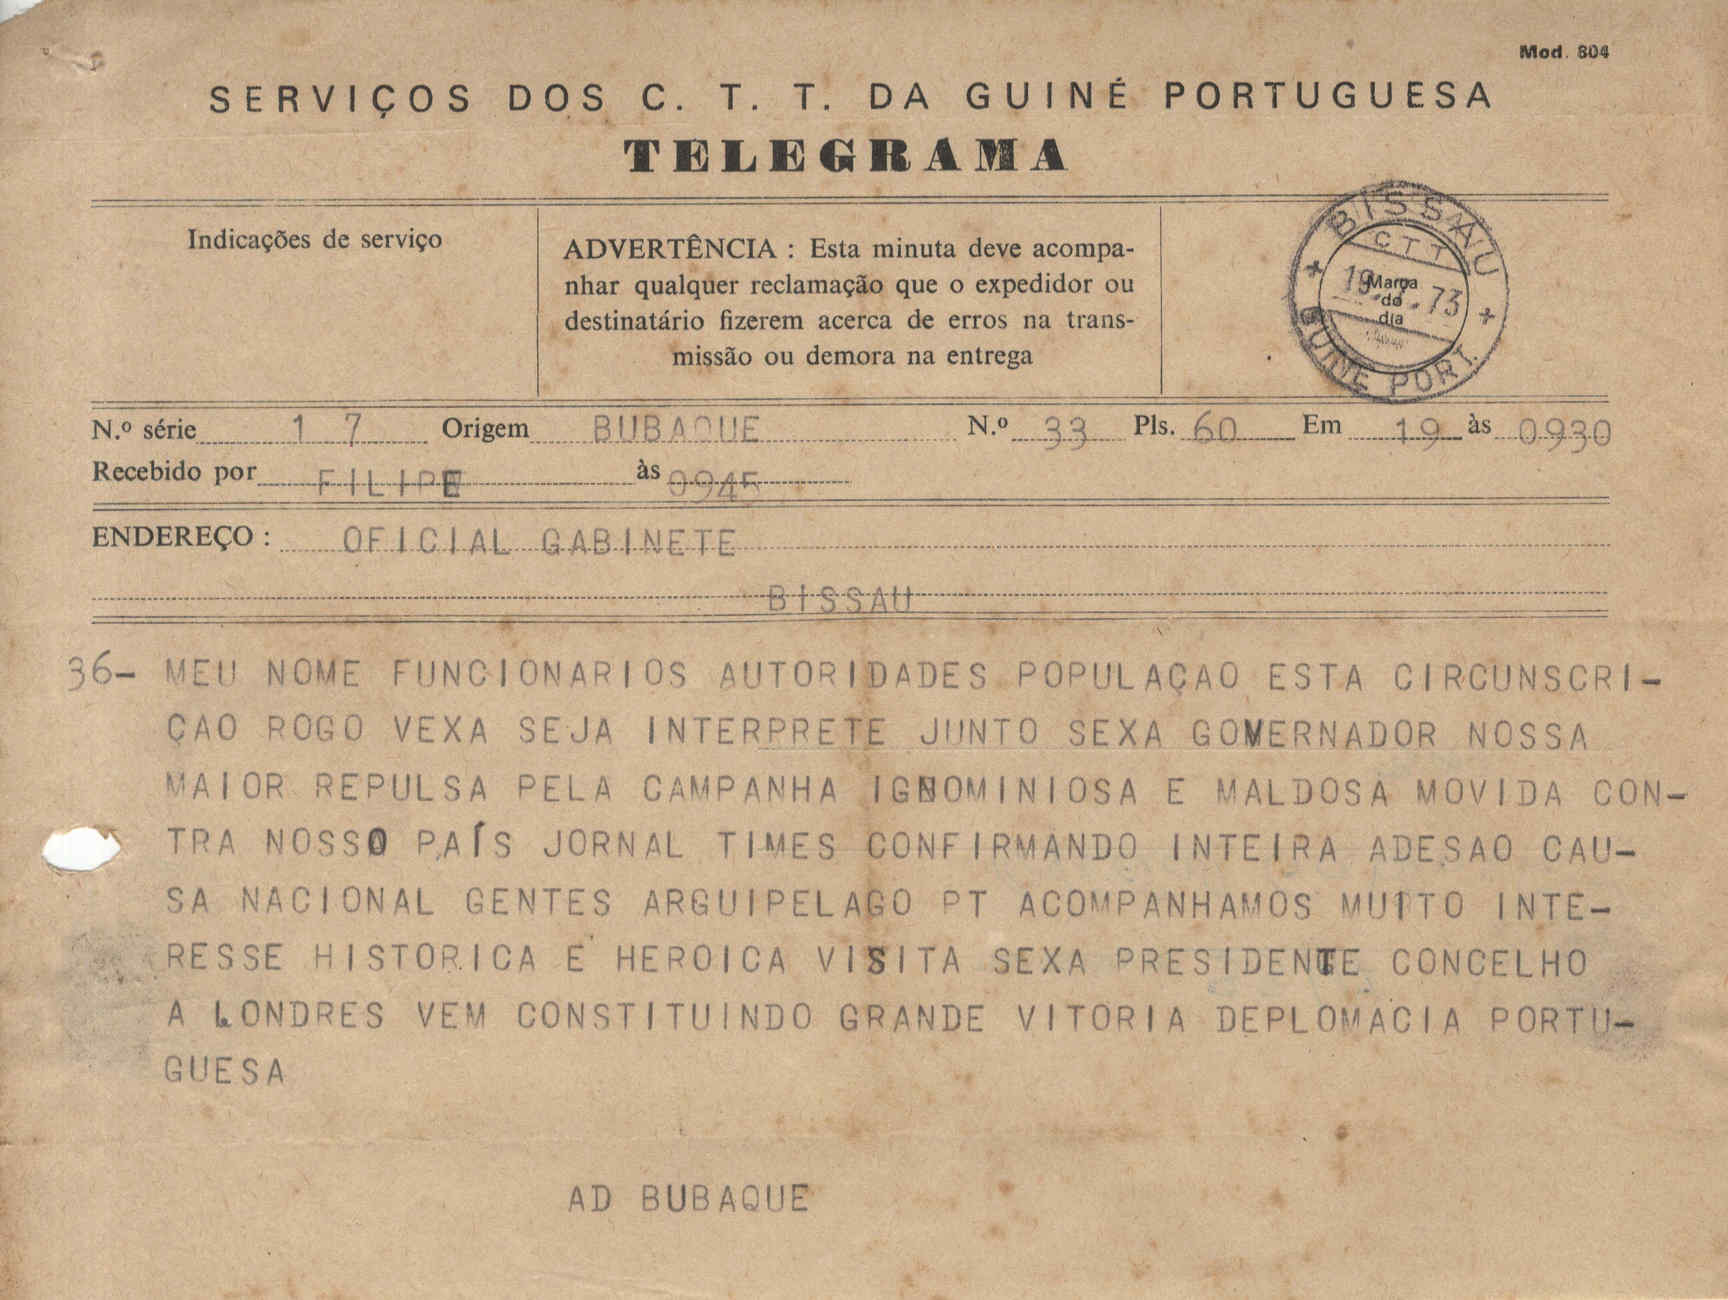 Mod. 804
SERVIÇOS DOS C. T. T. DA GUINÉ PORTUGUESA
TELEGRAMA
Indicações de serviço
ADVERTÊNCIA : Esta minuta deve acompa-
nhar qualquer reclamação que o expedidor ou
destinatário fizerem acerca de erros na trans-
missão ou demora na entrega
BISSAU
CTT
19 73
Marca
do
dia
GUINE PORT.
N.º série 17 Origem BUBAQUE N.º 33 Pls. 60 Em 19 às 0930
Recebido por FILIPE às 0945
ENDEREÇO : OFICIAL GABINETE
BISSAU
36- MEU NOME FUNCIONARIOS AUTORIDADES POPULAÇAO ESTA CIRCUNSCRI-
ÇAO ROGO VEXA SEJA INTERPRETE JUNTO SEXA GOVERNADOR NOSSA
MAIOR REPULSA PELA CAMPANHA IGNOMINIOSA E MALDOSA MOVIDA CON-
TRA NOSSO PAÍS JORNAL TIMES CONFIRMANDO INTEIRA ADESAO CAU-
SA NACIONAL GENTES ARGUIPELAGO PT ACOMPANHAMOS MUITO INTE-
RESSE HISTORICA E HEROICA VISITA SEXA PRESIDENTE CONCELHO
A LONDRES VEM CONSTITUINDO GRANDE VITORIA DEPLOMACIA PORTU-
GUESA
AD BUBAQUE